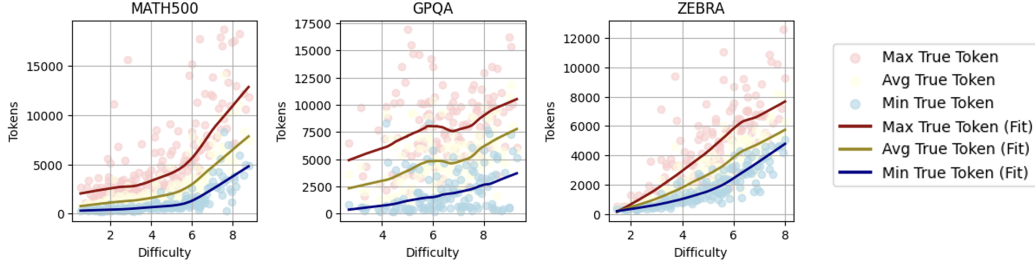 MATH500
GPQA
ZEBRA
Tokens
15000
10000
5000
0
2
4
6
8
Difficulty
Tokens
17500
15000
12500
10000
7500
5000
2500
0
4
6
8
Difficulty
Tokens
12000
10000
8000
6000
4000
2000
0
2
4
6
8
Difficulty
Max True Token
Avg True Token
Min True Token
Max True Token (Fit)
Avg True Token (Fit)
Min True Token (Fit)